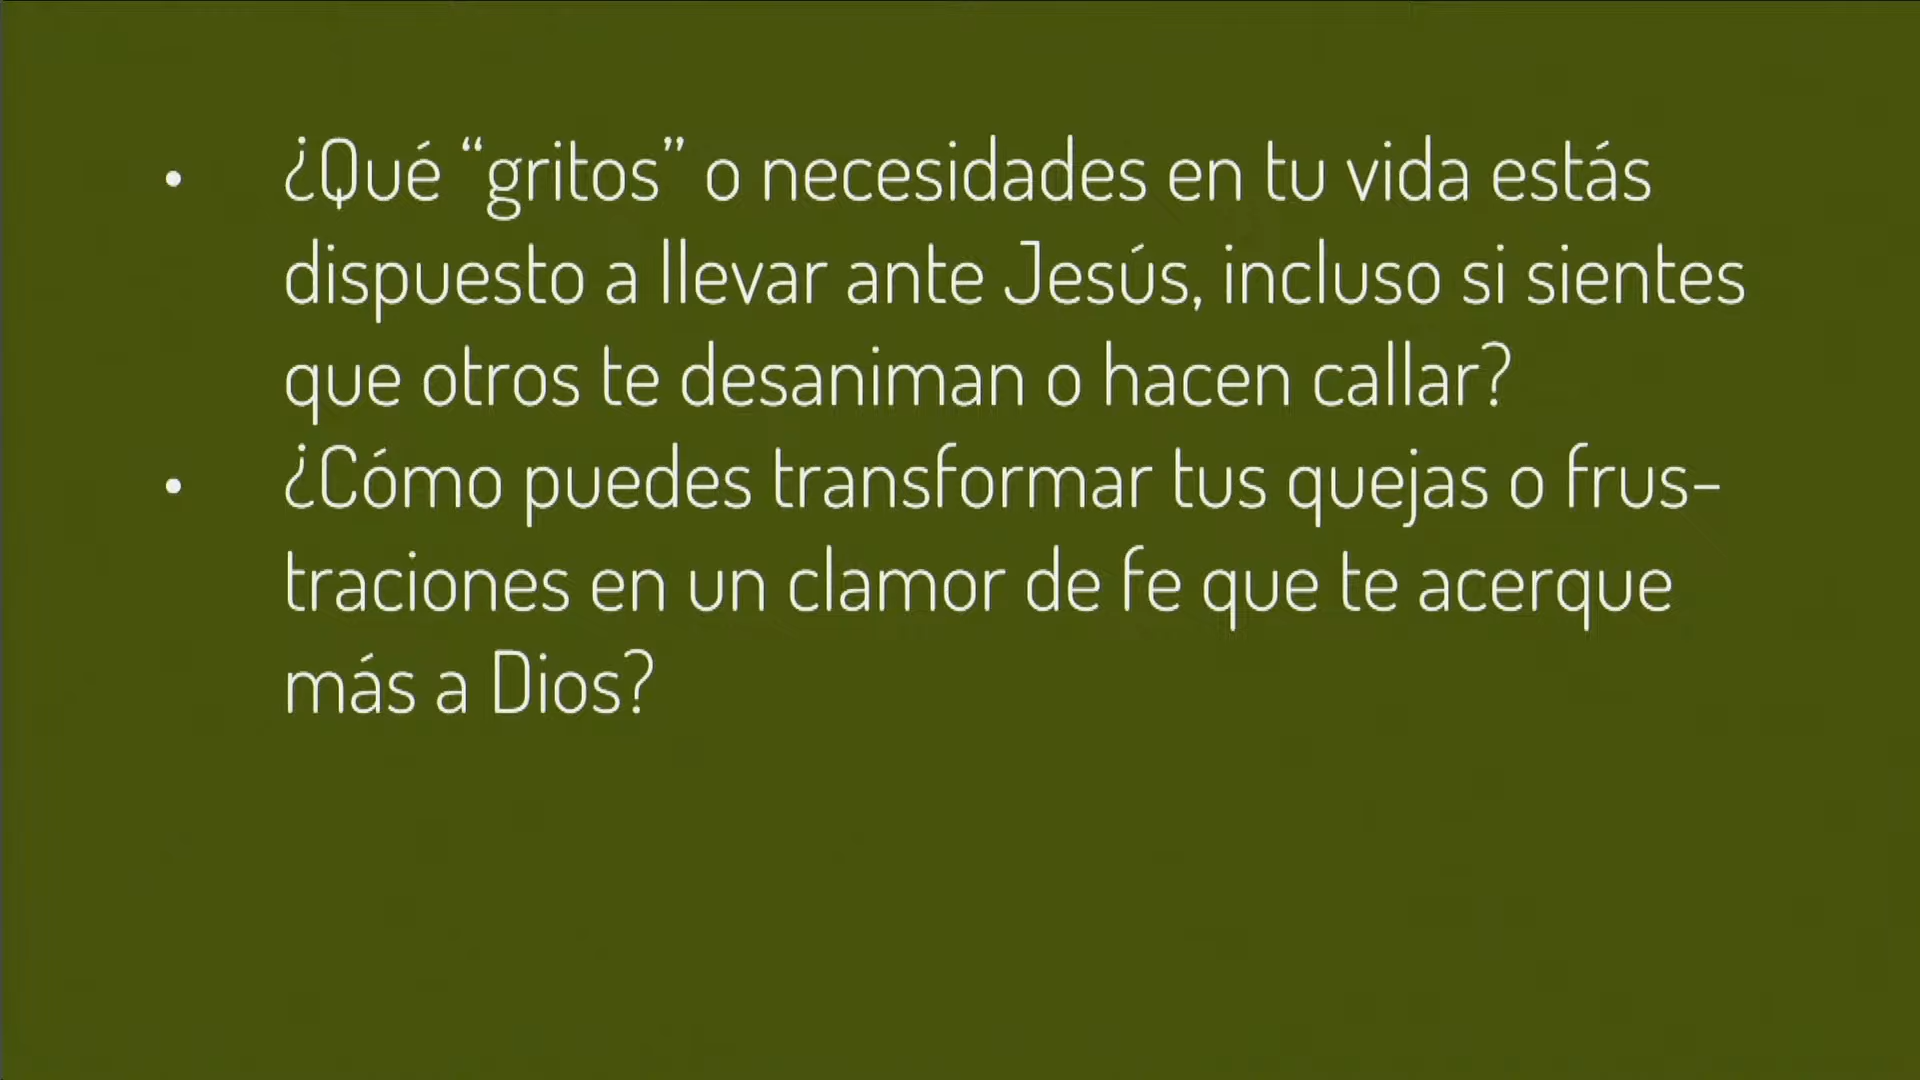 • ¿Qué “gritos” o necesidades en tu vida estás
dispuesto a llevar ante Jesús, incluso si sientes
que otros te desaniman o hacen callar?
• ¿Cómo puedes transformar tus quejas o frus-
traciones en un clamor de fe que te acerque
más a Dios?